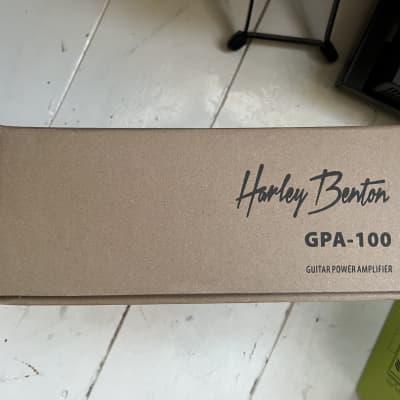 Harley Benton
GPA-100
GUITAR POWER AMPLIFIER